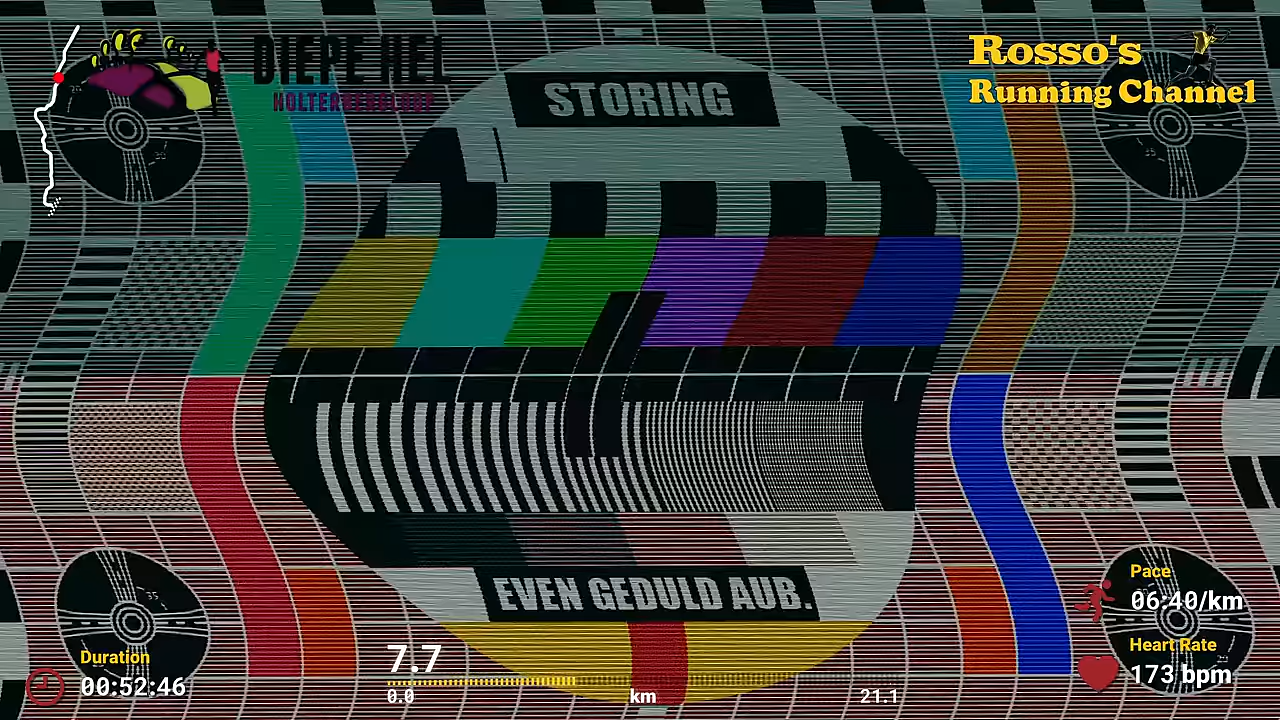 DIEPE HEL
HOLTERBERGLOOP
Rosso's
Running Channel
STORING
EVEN GEDULD AUB.
Duration
00:52:46
7.7
0.0
km
21.1
Pace
06:40/km
Heart Rate
173 bpm